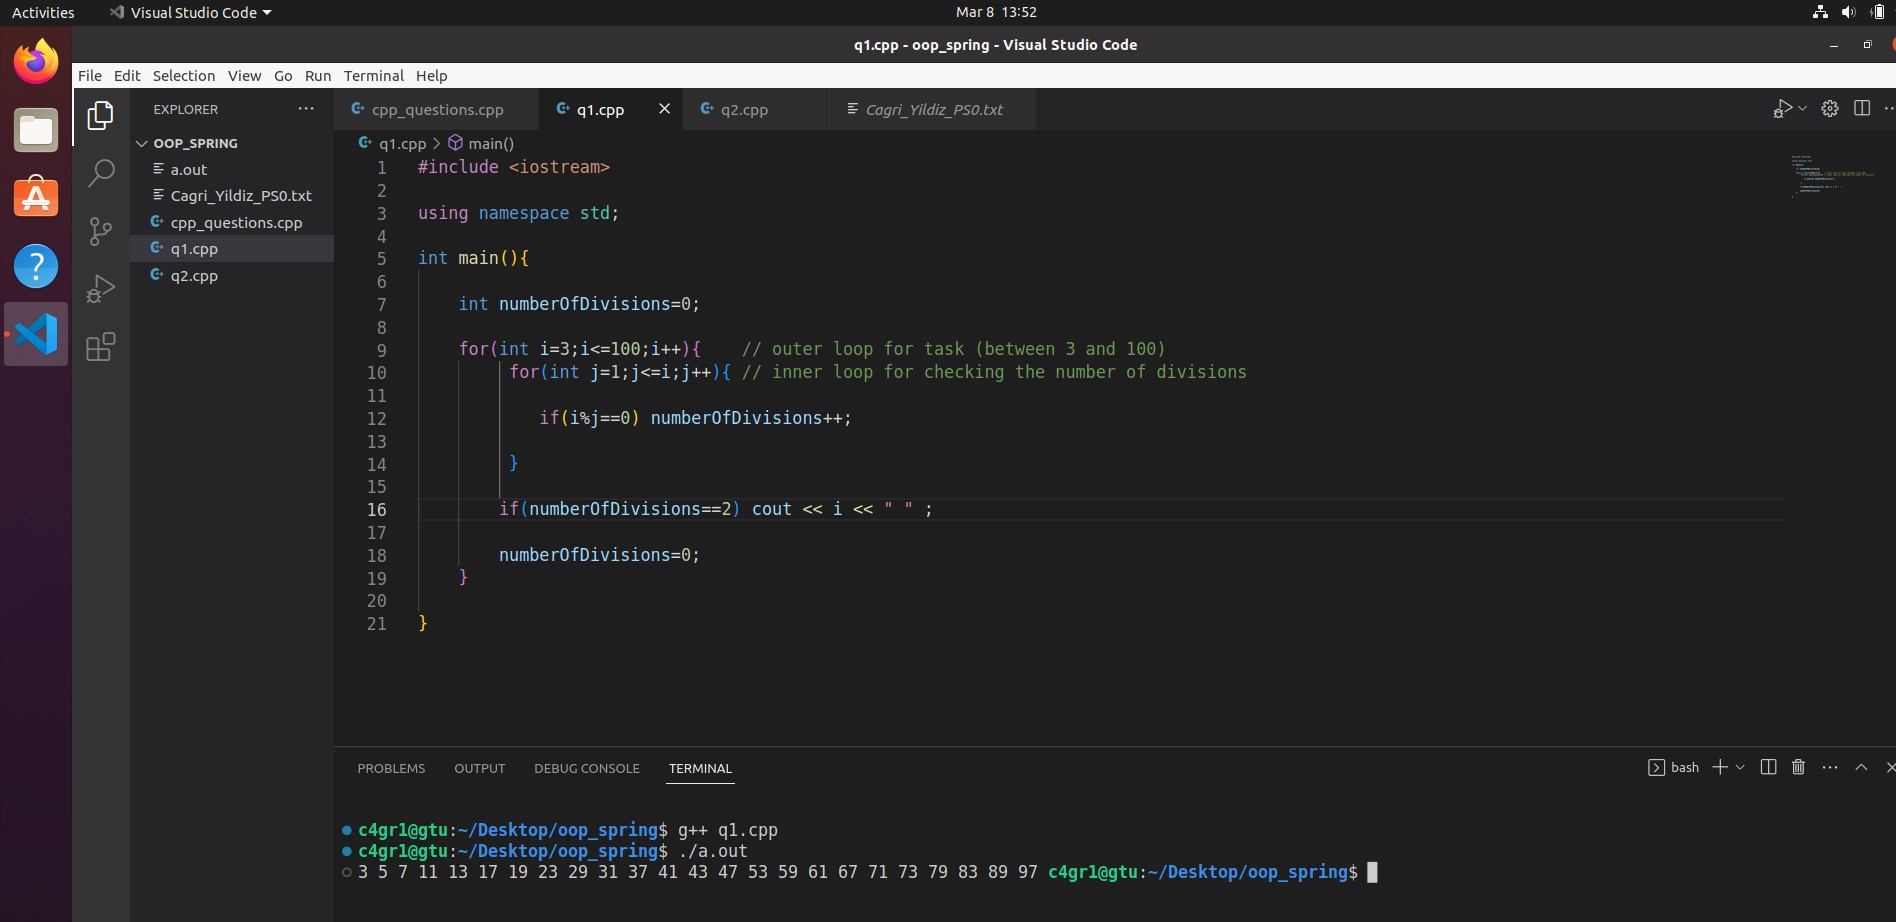 Activities Visual Studio Code Mar 8 13:52
q1.cpp - oop_spring - Visual Studio Code
File Edit Selection View Go Run Terminal Help
EXPLORER
OOP_SPRING
a.out
Cagri_Yildiz_PS0.txt
cpp_questions.cpp
q1.cpp
q2.cpp
cpp_questions.cpp q1.cpp q2.cpp Cagri_Yildiz_PS0.txt
q1.cpp > main()
1 #include <iostream>
2
3 using namespace std;
4
5 int main(){
6
7 int numberOfDivisions=0;
8
9 for(int i=3;i<=100;i++){ // outer loop for task (between 3 and 100)
10 for(int j=1;j<=i;j++){ // inner loop for checking the number of divisions
11
12 if(i%j==0) numberOfDivisions++;
13
14 }
15
16 if(numberOfDivisions==2) cout << i << " " ;
17
18 numberOfDivisions=0;
19 }
20
21 }
PROBLEMS OUTPUT DEBUG CONSOLE TERMINAL bash
c4gr1@gtu:~/Desktop/oop_spring$ g++ q1.cpp
c4gr1@gtu:~/Desktop/oop_spring$ ./a.out
3 5 7 11 13 17 19 23 29 31 37 41 43 47 53 59 61 67 71 73 79 83 89 97 c4gr1@gtu:~/Desktop/oop_spring$